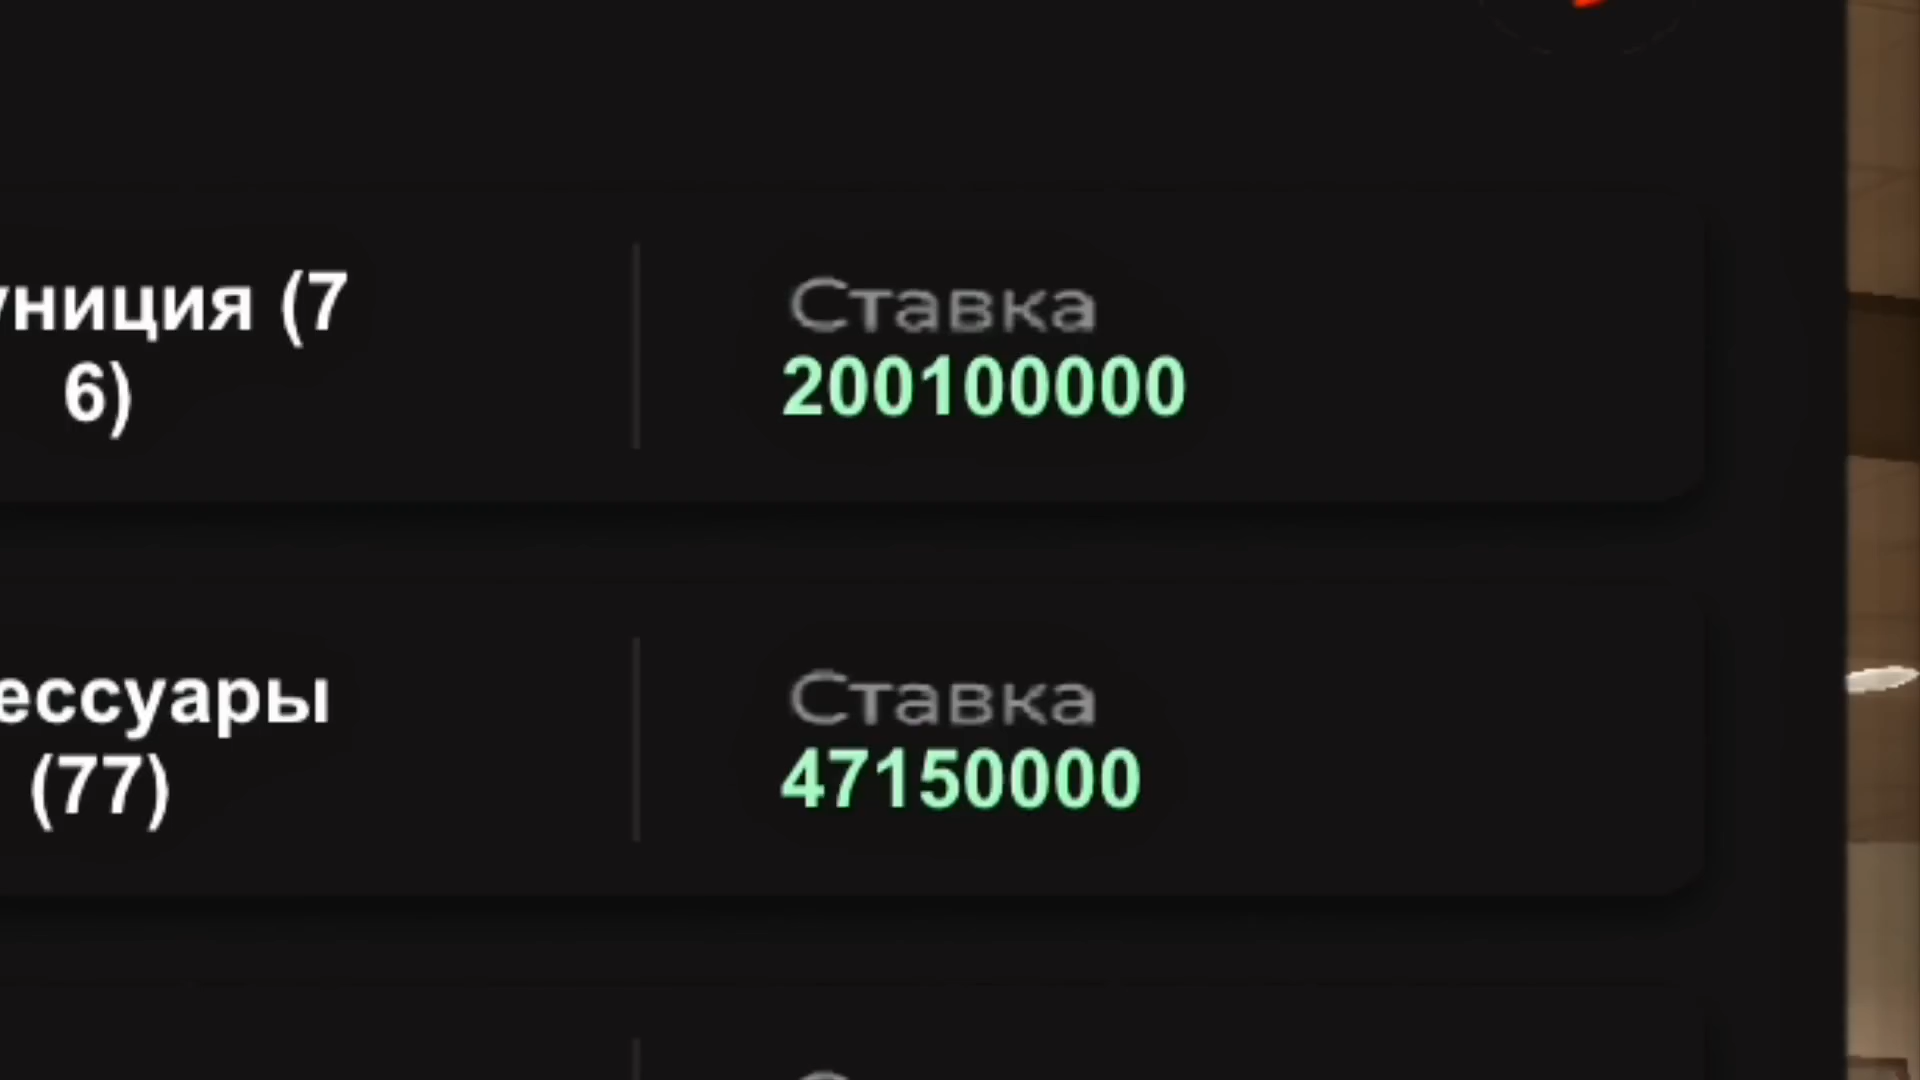 униция (7
6)
Ставка
200100000
ессуары
(77)
Ставка
47150000